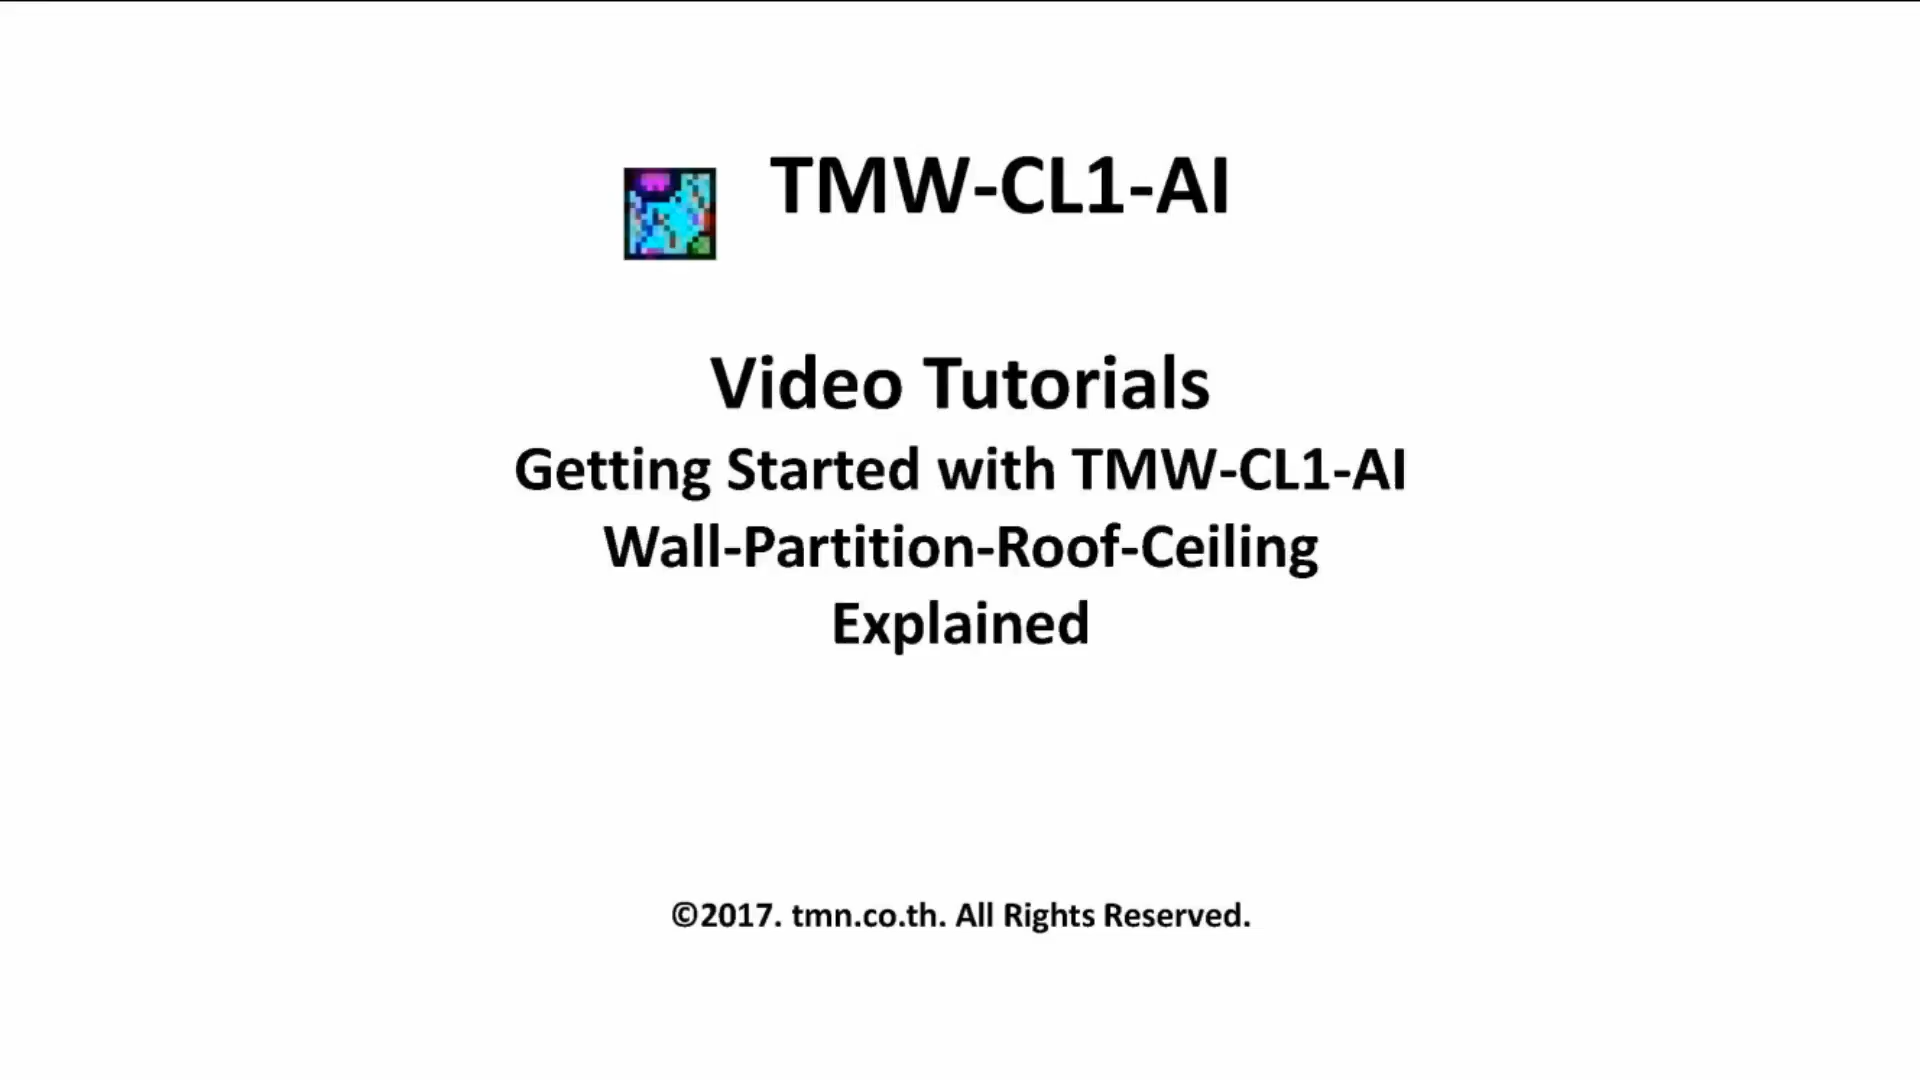 TMW-CL1-AI
Video Tutorials
Getting Started with TMW-CL1-AI
Wall-Partition-Roof-Ceiling
Explained
©2017. tmn.co.th. All Rights Reserved.